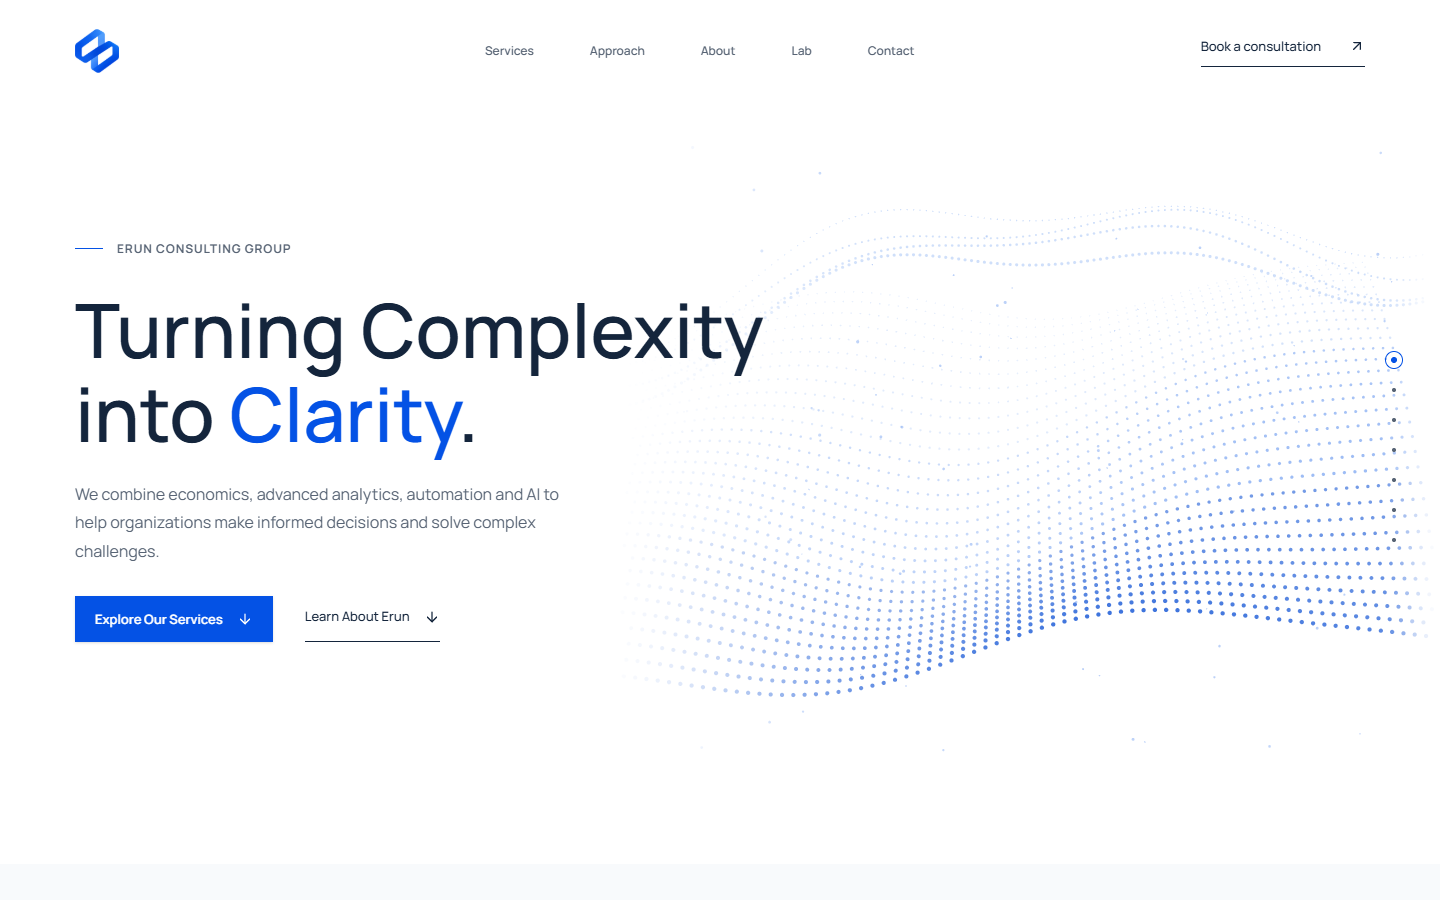 Services
Approach
About
Lab
Contact
Book a consultation
ERUN CONSULTING GROUP
Turning Complexity
into Clarity.
We combine economics, advanced analytics, automation and AI to
help organizations make informed decisions and solve complex
challenges.
Explore Our Services
Learn About Erun